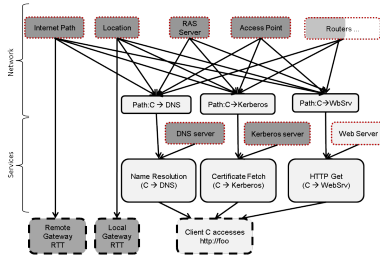 Internet Path
Location
RAS
Server
Access Point
Routers ...
Network
Path:C → DNS
Path:C→Kerberos
Path:C→WbSrv
DNS server
Kerberos server
Web Server
Services
Name Resolution
(C → DNS)
Certificate Fetch
(C → Kerberos)
HTTP Get
(C → WebSrv)
Remote
Gateway
RTT
Local
Gateway
RTT
Client C accesses
http://foo